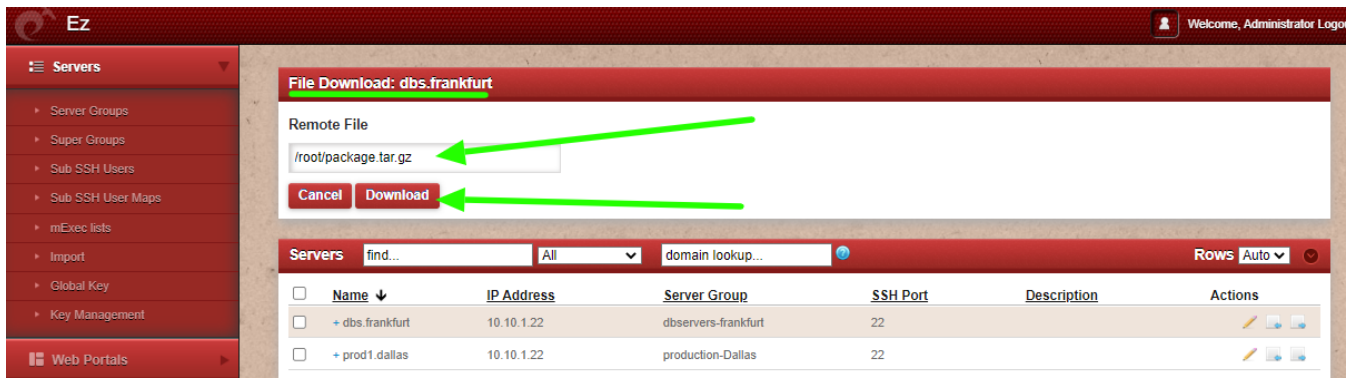 Ez
Welcome, Administrator Logou
Servers
Server Groups
Super Groups
Sub SSH Users
Sub SSH User Maps
mExec lists
Import
Global Key
Key Management
Web Portals
File Download: dbs.frankfurt
Remote File
/root/package.tar.gz
Cancel Download
Servers find... All domain lookup... Rows Auto
Name IP Address Server Group SSH Port Description Actions
+ dbs.frankfurt 10.10.1.22 dbservers-frankfurt 22
+ prod1.dallas 10.10.1.22 production-Dallas 22